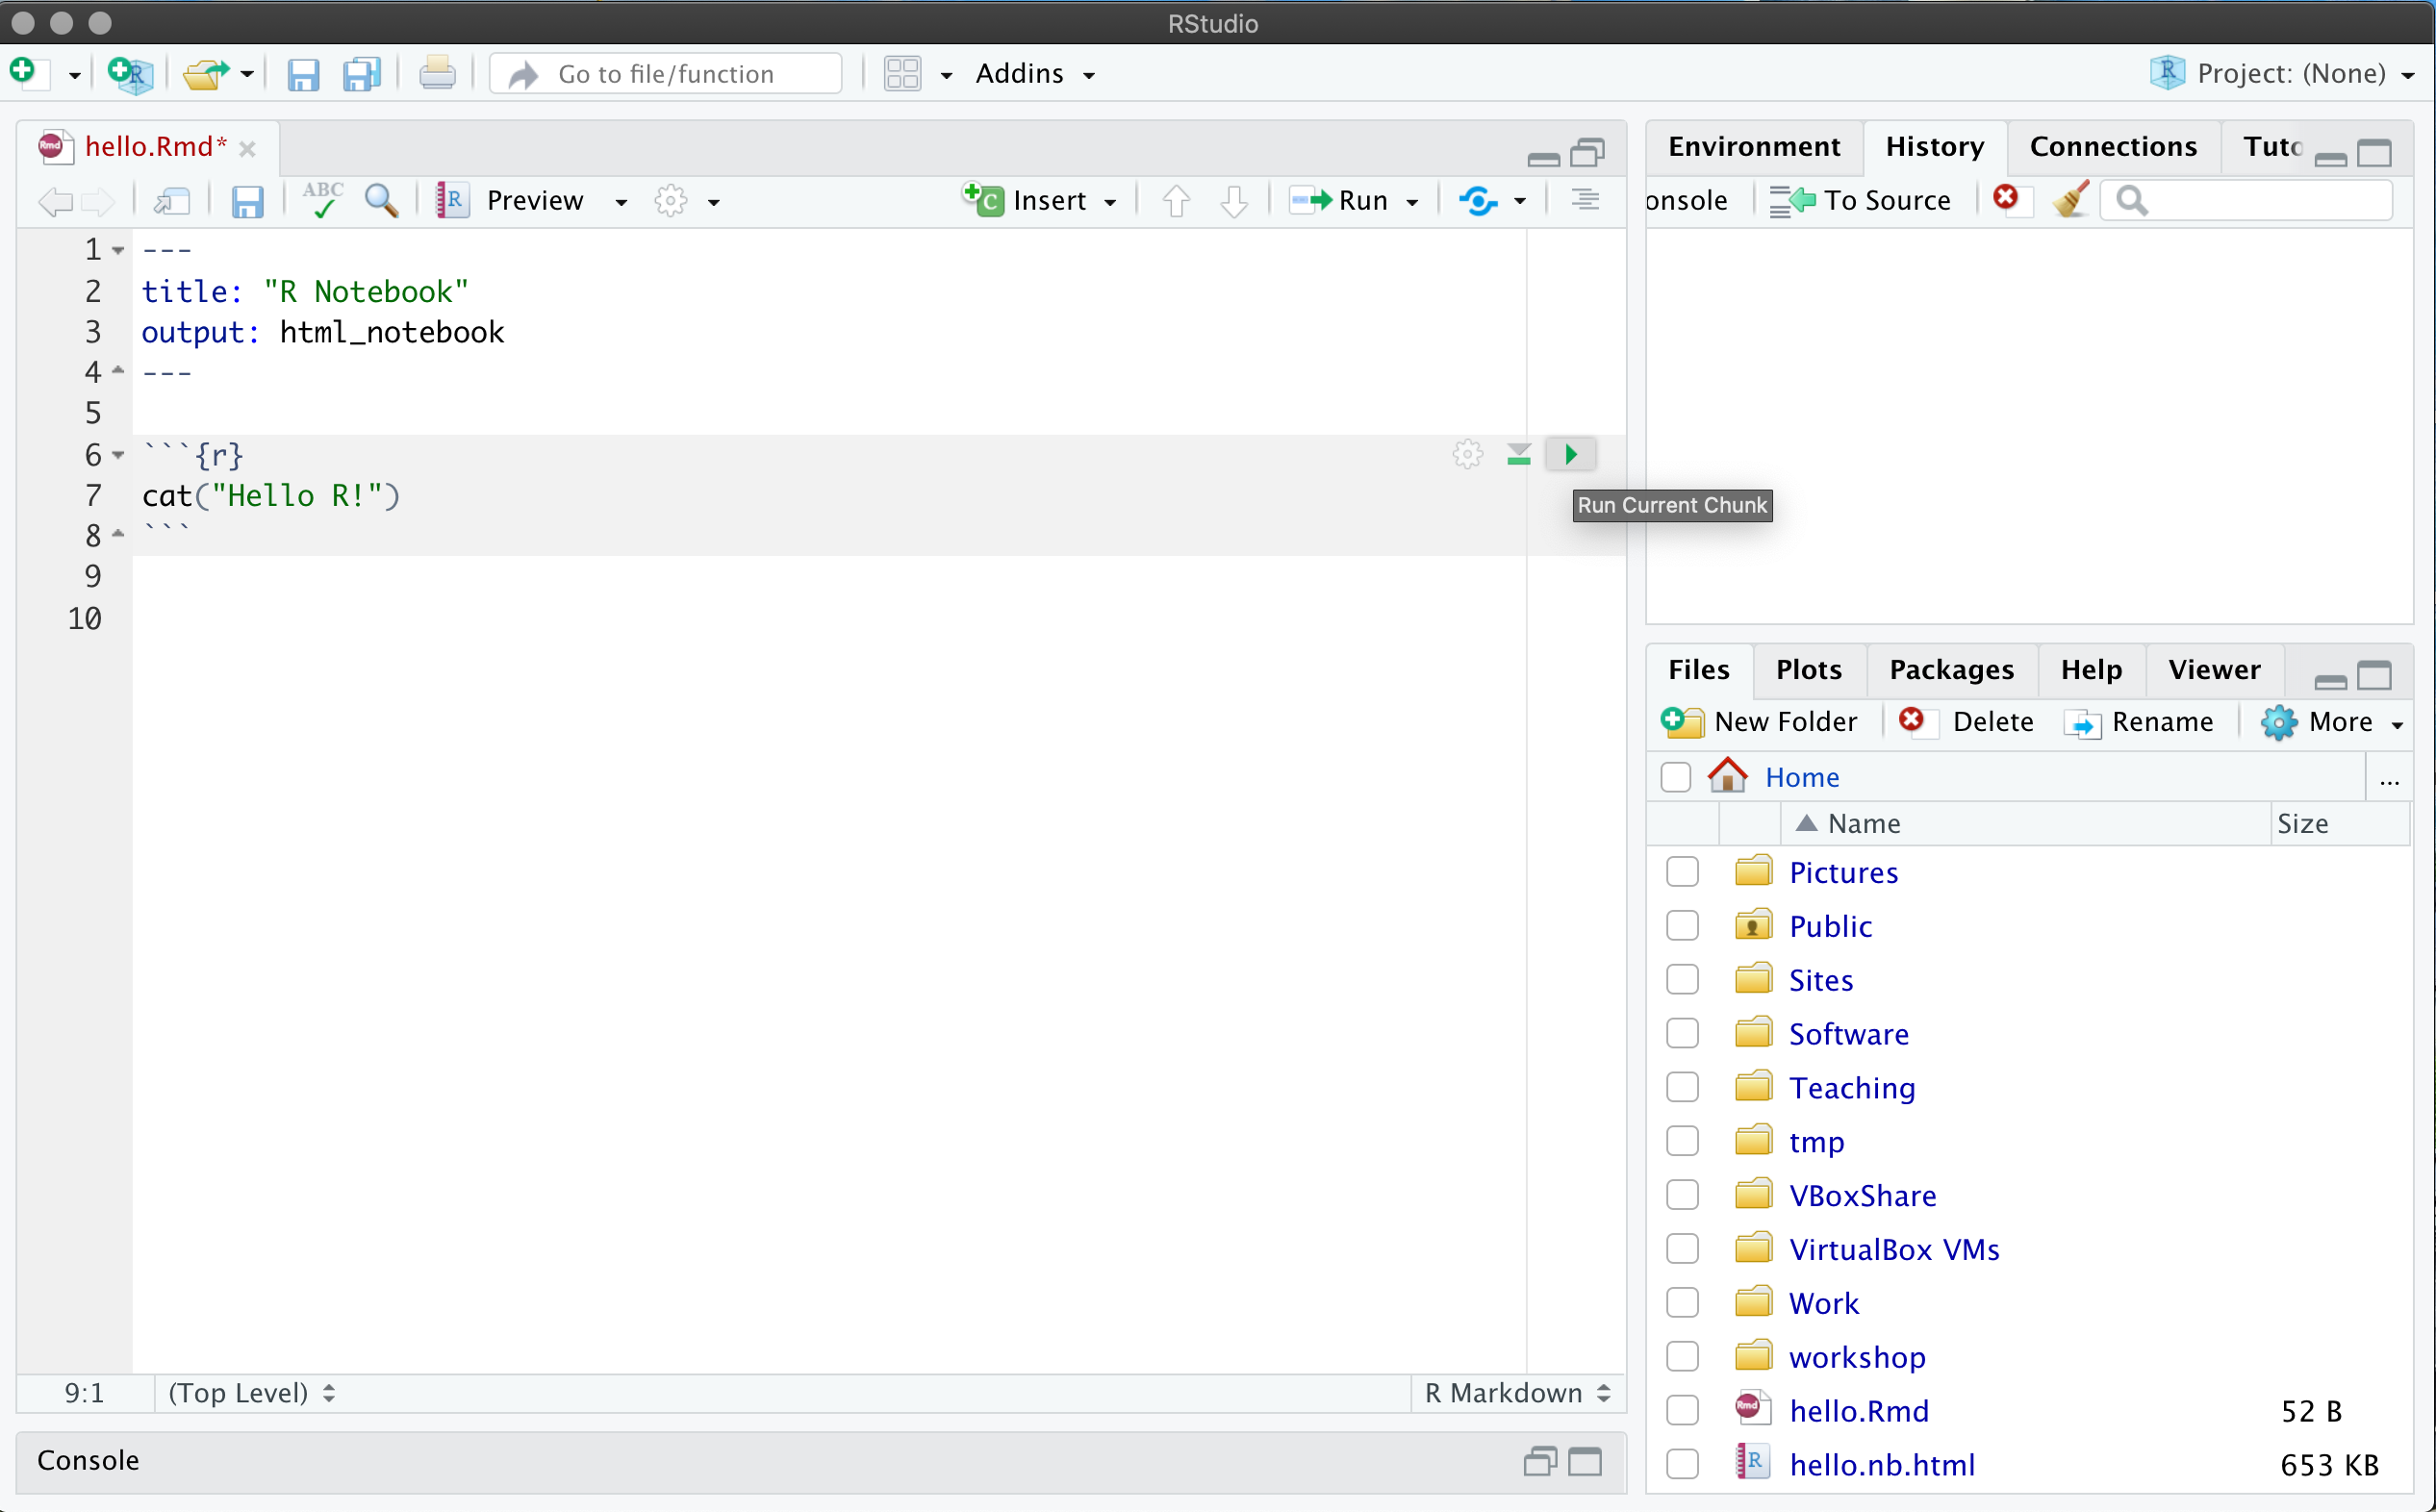 RStudio
Go to file/function
Addins
Project: (None)
hello.Rmd*
ABC
Preview
Insert
Run
1 ---
2 title: "R Notebook"
3 output: html_notebook
4 ---
5
6 ```{r}
7 cat("Hello R!")
8 ```
9
10
Run Current Chunk
9:1 (Top Level) R Markdown
Console
Environment History Connections Tuto
onsole To Source
Files Plots Packages Help Viewer
New Folder Delete Rename More
Home ...
Name Size
Pictures
Public
Sites
Software
Teaching
tmp
VBoxShare
VirtualBox VMs
Work
workshop
hello.Rmd 52 B
hello.nb.html 653 KB